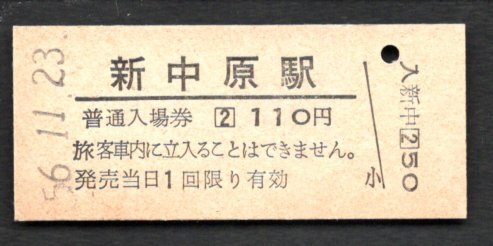 56.11.23
新中原駅
普通入場券 2 110円
旅客車内に立入ることはできません。
発売当日1回限り有効
小
入新中 2 50